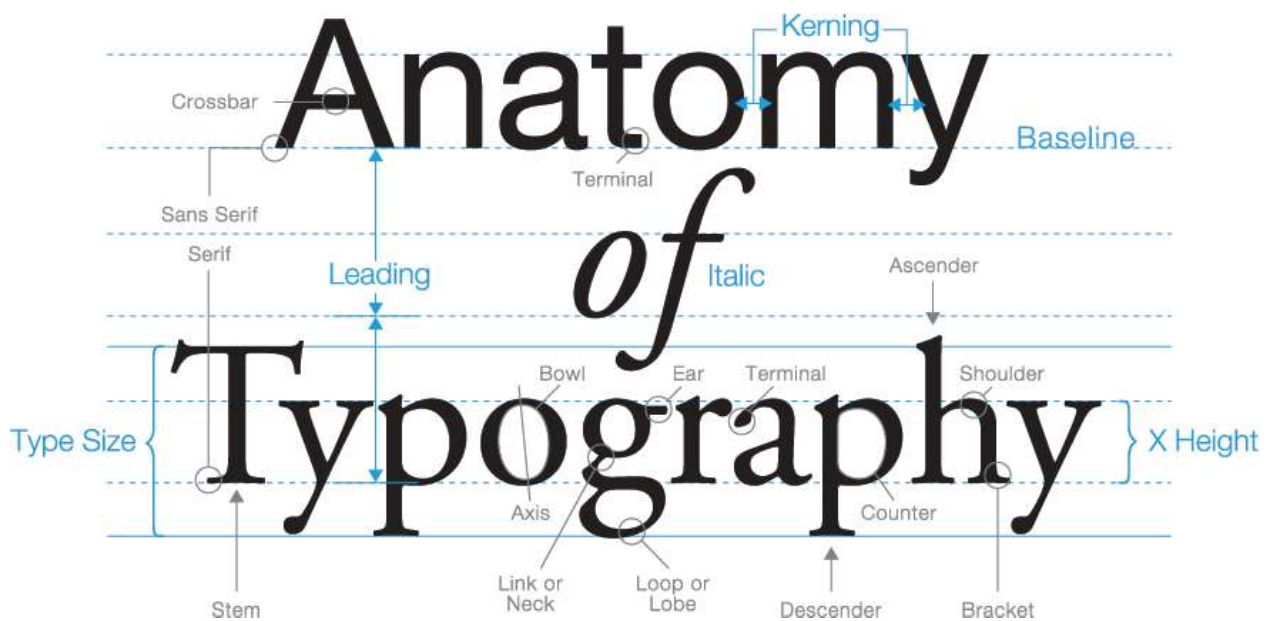 Anatomy
Kerning
Crossbar
Baseline
Terminal
Sans Serif
Serif
of
Leading
Italic
Ascender
Typography
Bowl
Ear
Terminal
Shoulder
Type Size
X Height
Axis
Counter
Link or
Neck
Loop or
Lobe
Stem
Descender
Bracket